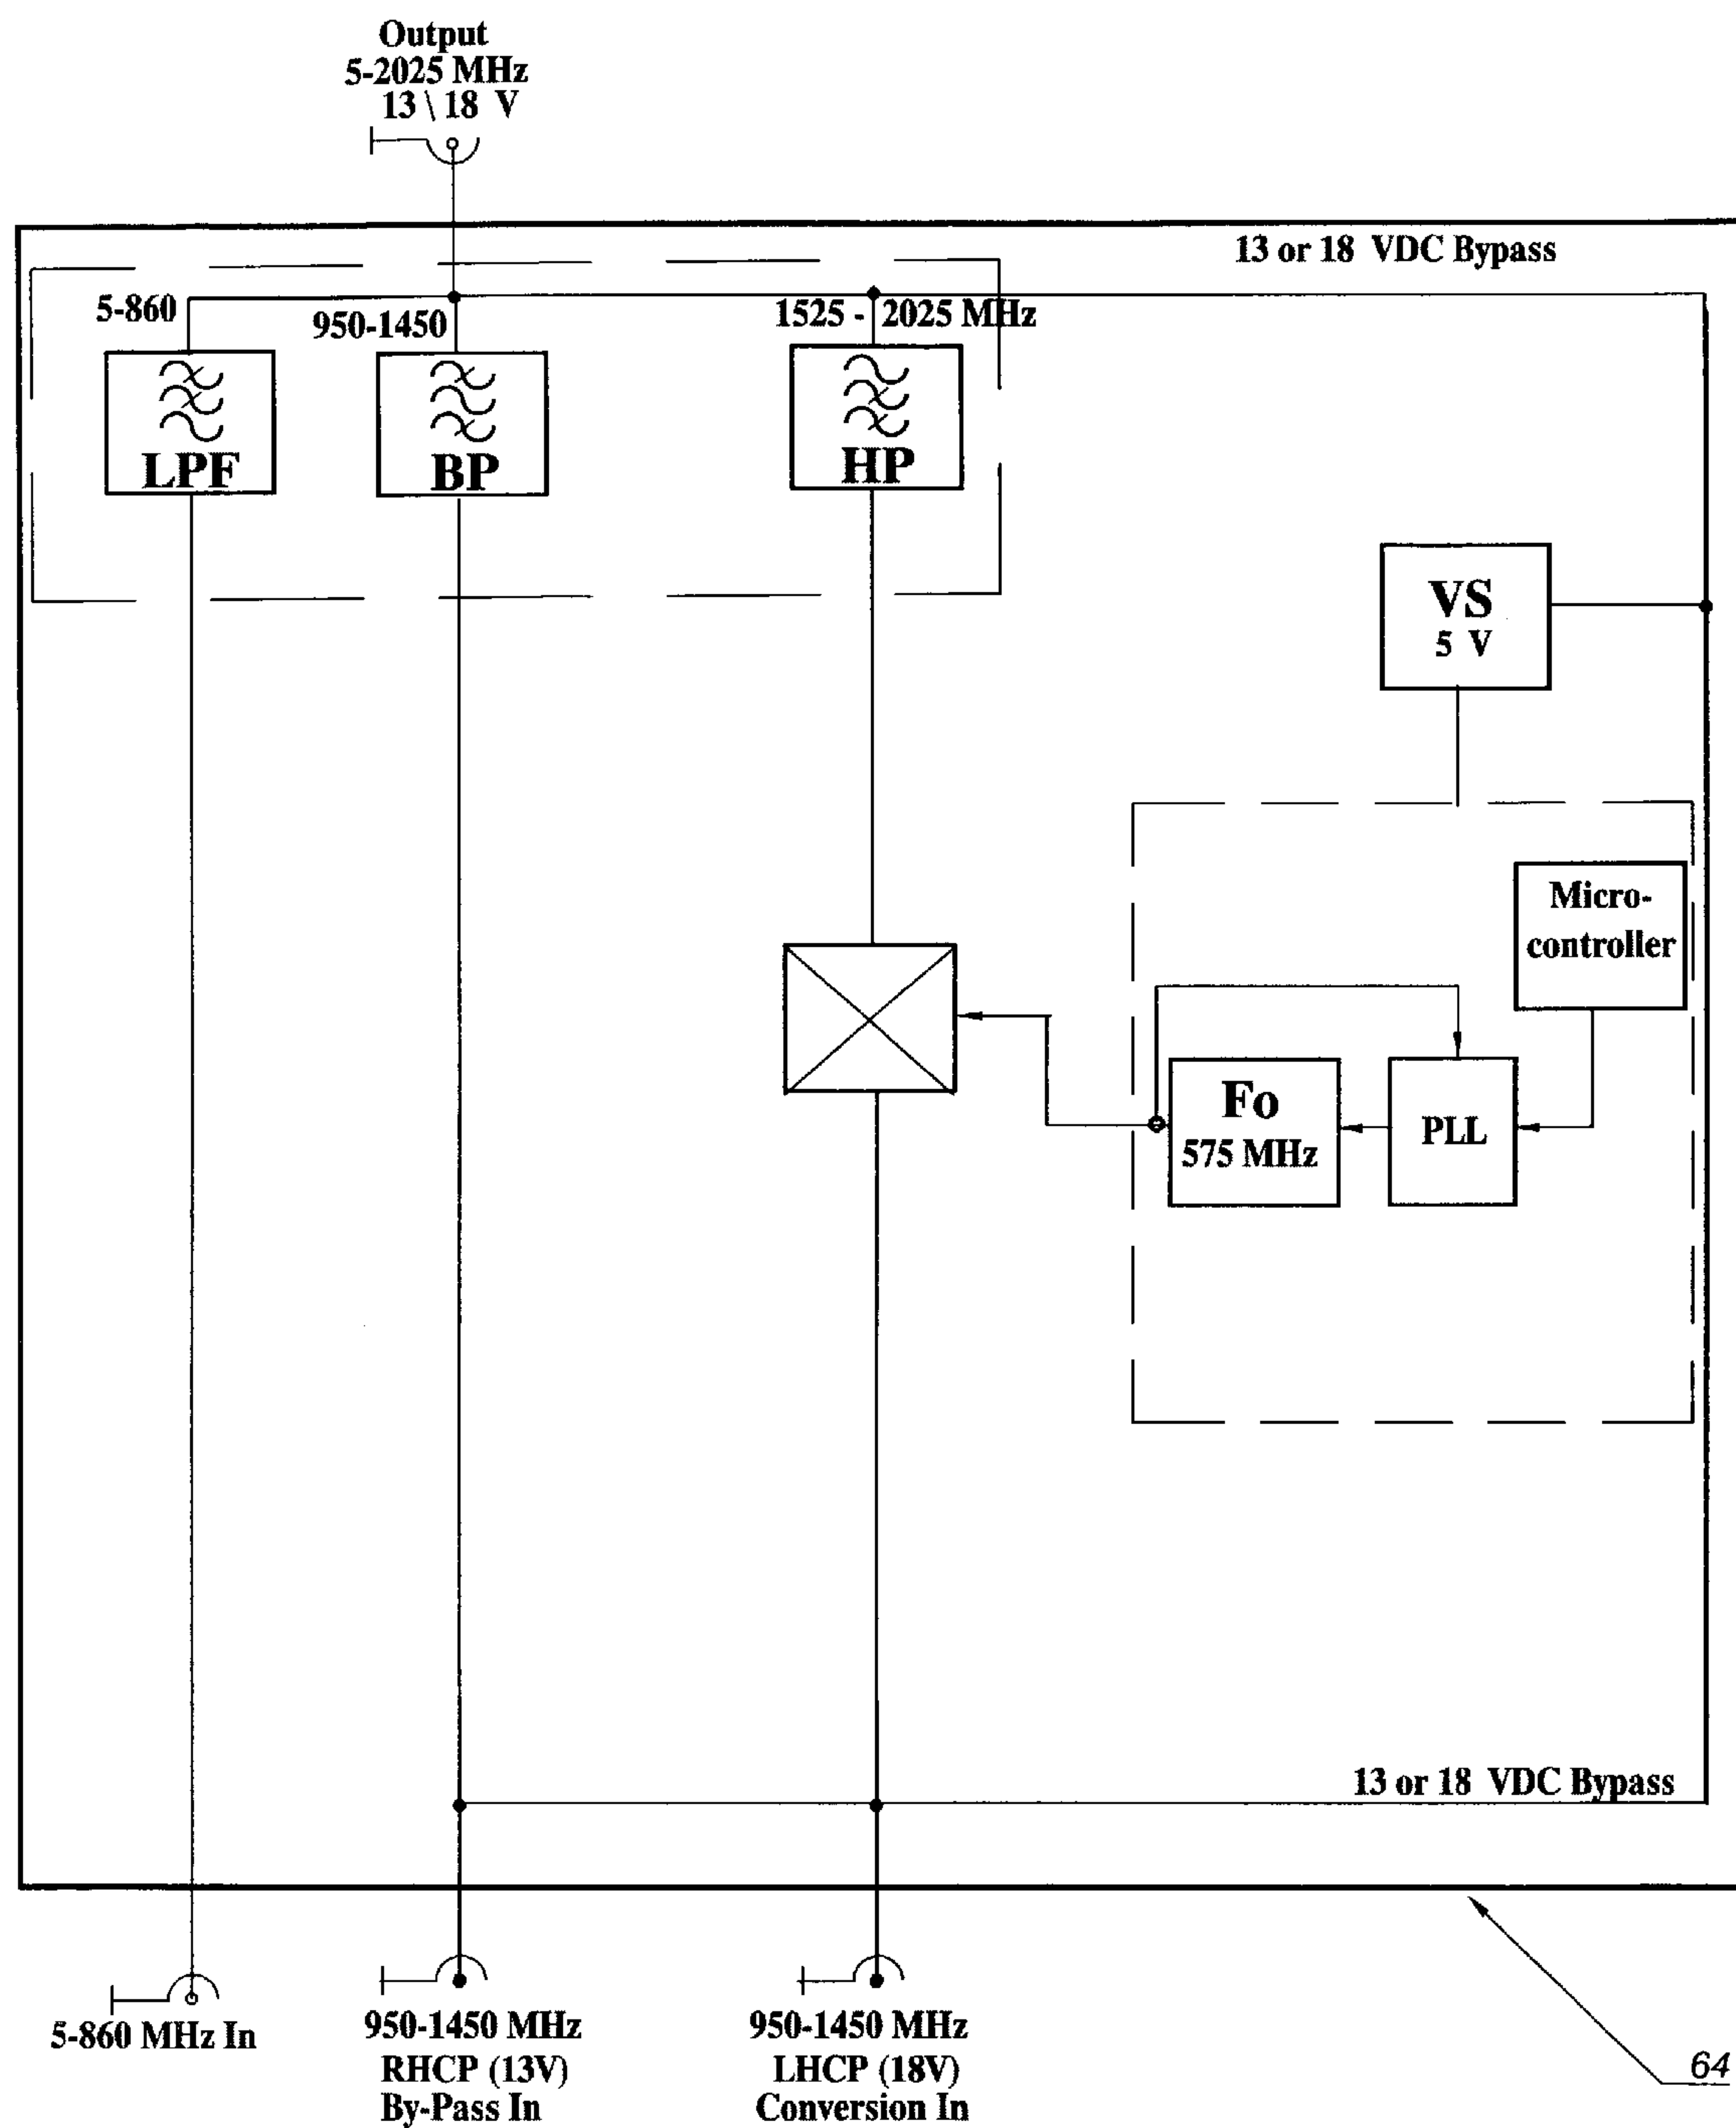 Output
5-2025 MHz
13 \ 18 V
13 or 18 VDC Bypass
5-860
950-1450
1525 - 2025 MHz
LPF
BP
HP
VS
5 V
Micro-
controller
Fo
575 MHz
PLL
13 or 18 VDC Bypass
5-860 MHz In
950-1450 MHz
RHCP (13V)
By-Pass In
950-1450 MHz
LHCP (18V)
Conversion In
64